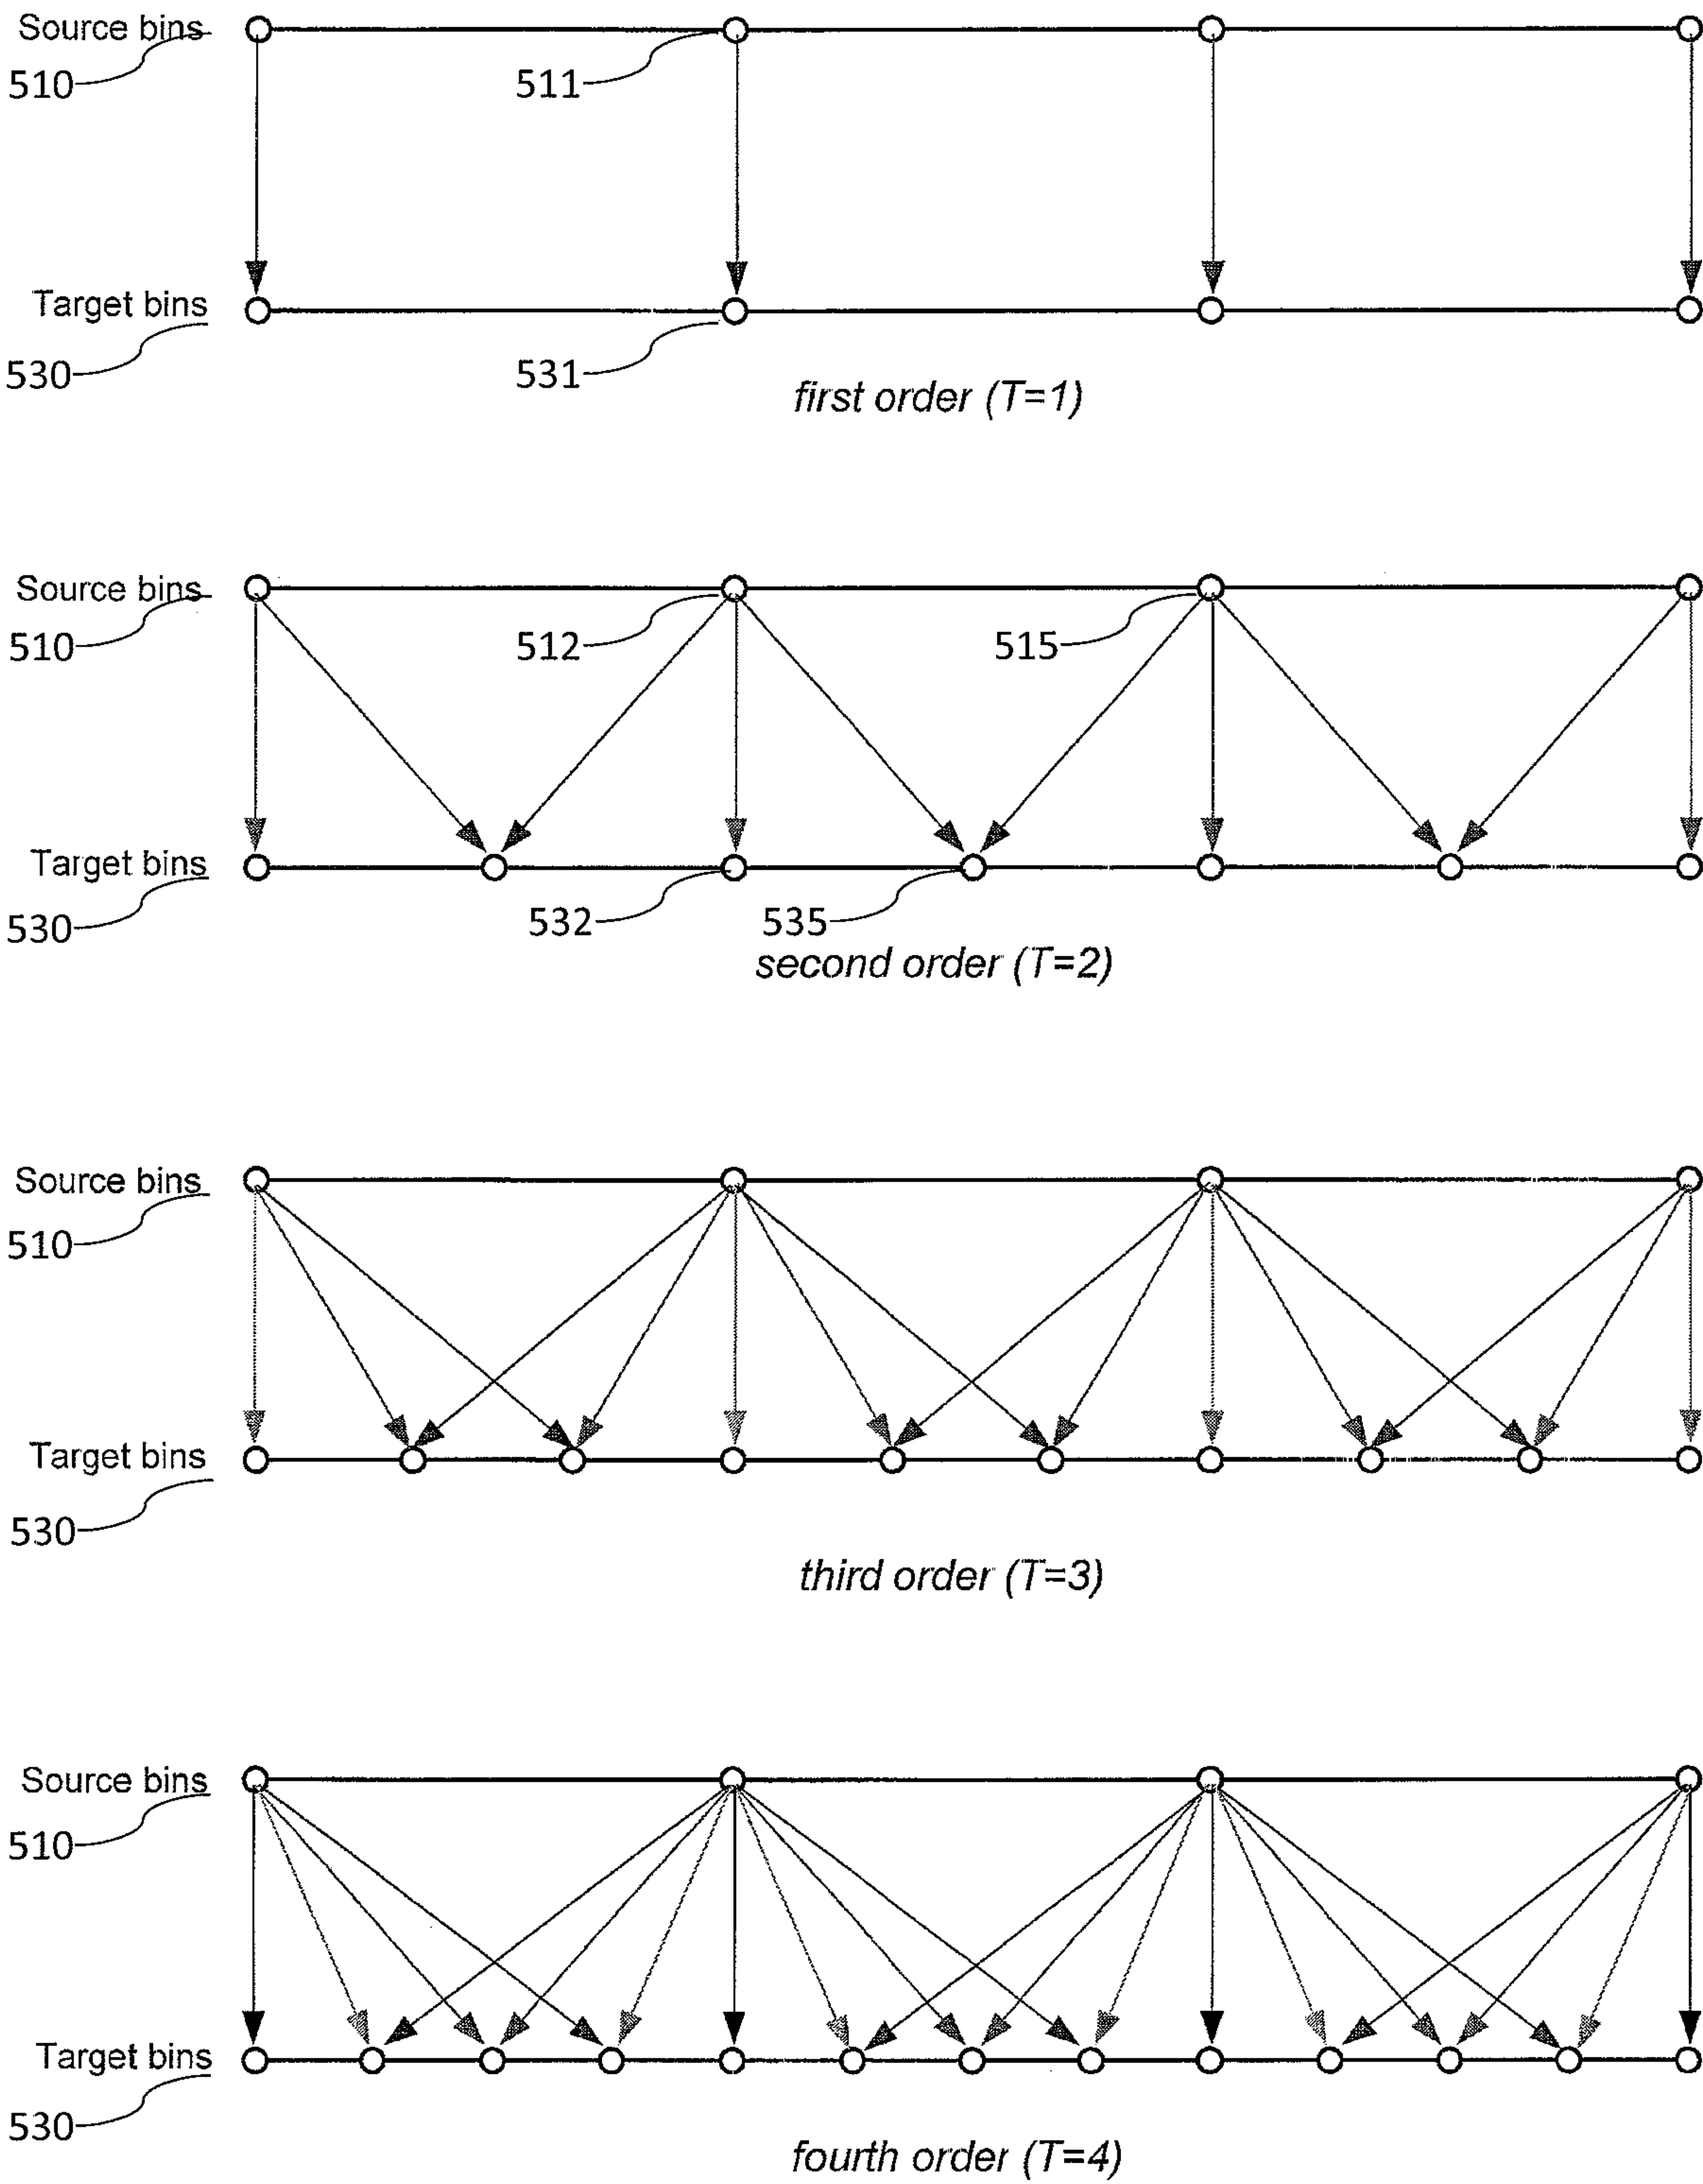 Source bins
510
511
Target bins
530
531
first order (T=1)
Source bins
510
512
515
Target bins
530
532
535
second order (T=2)
Source bins
510
Target bins
530
third order (T=3)
Source bins
510
Target bins
530
fourth order (T=4)